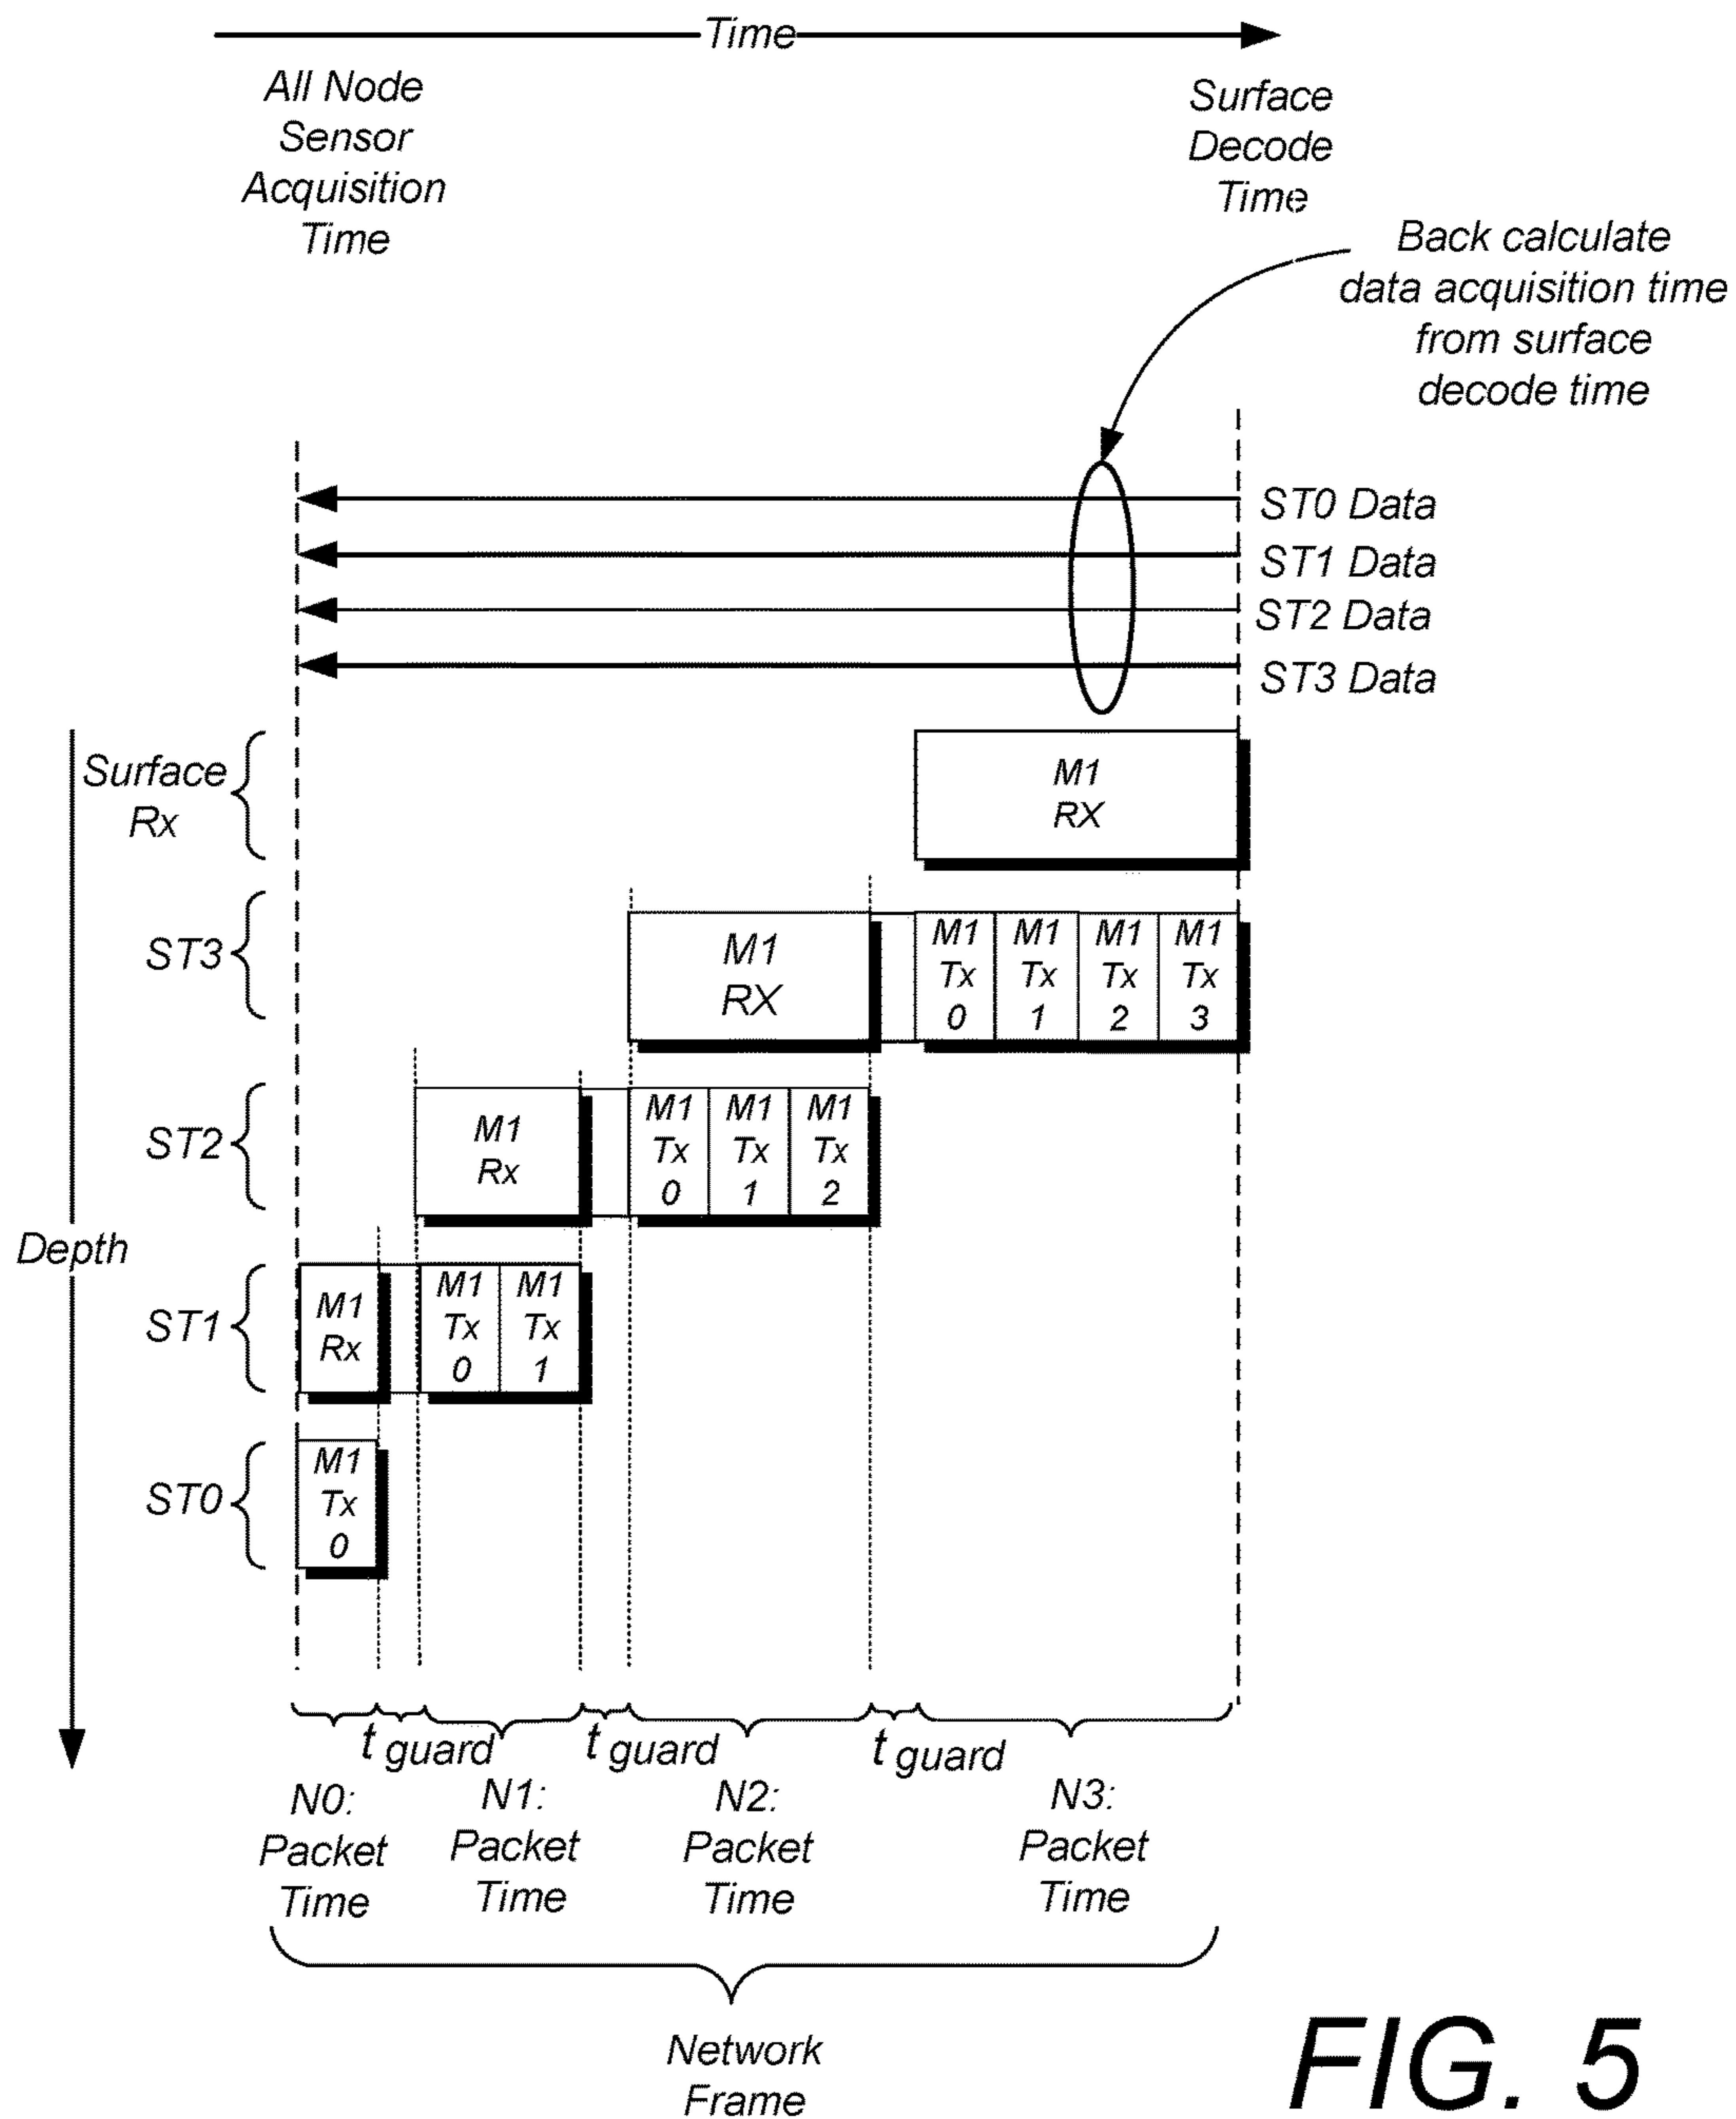 Time
All Node
Sensor
Acquisition
Time
Surface
Decode
Time
Back calculate
data acquisition time
from surface
decode time
ST0 Data
ST1 Data
ST2 Data
ST3 Data
Surface
Rx
M1
RX
ST3
M1
RX
M1
Tx
0
M1
Tx
1
M1
Tx
2
M1
Tx
3
ST2
M1
Rx
M1
Tx
0
M1
Tx
1
M1
Tx
2
Depth
ST1
M1
Rx
M1
Tx
0
M1
Tx
1
ST0
M1
Tx
0
t guard
t guard
t guard
N0:
Packet
Time
N1:
Packet
Time
N2:
Packet
Time
N3:
Packet
Time
Network
Frame
FIG. 5